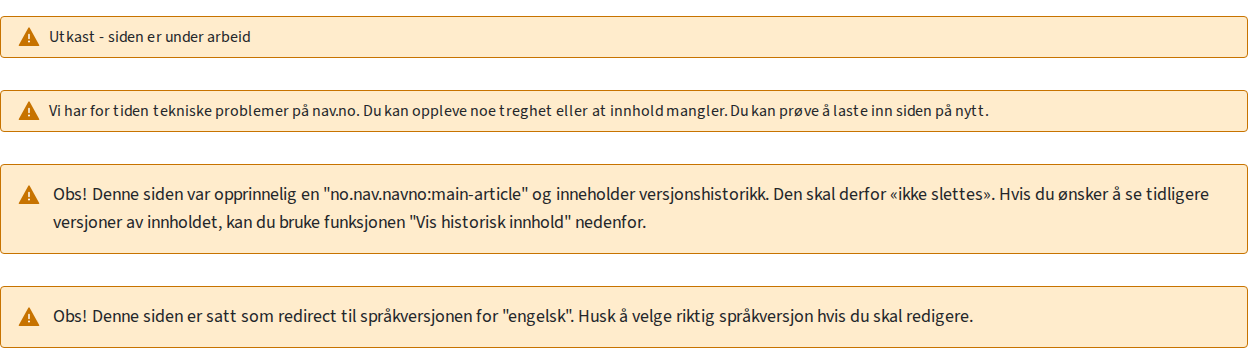 Utkast - siden er under arbeid
Vi har for tiden tekniske problemer på nav.no. Du kan oppleve noe treghet eller at innhold mangler. Du kan prøve å laste inn siden på nytt.
Obs! Denne siden var opprinnelig en "no.nav.navno:main-article" og inneholder versjonshistorikk. Den skal derfor «ikke slettes». Hvis du ønsker å se tidligere
versjoner av innholdet, kan du bruke funksjonen "Vis historisk innhold" nedenfor.
Obs! Denne siden er satt som redirect til språkversjonen for "engelsk". Husk å velge riktig språkversjon hvis du skal redigere.